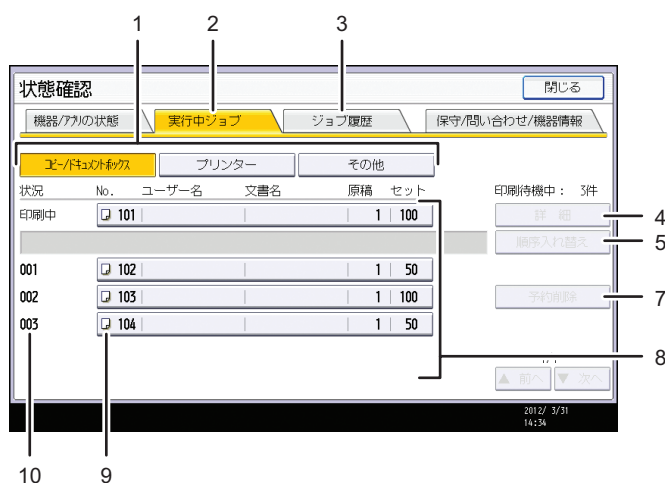 1 2 3
状態確認 閉じる
機器/アプリの状態 実行中ジョブ ジョブ履歴 保守/問い合わせ/機器情報
コピー/ドキュメントボックス プリンター その他
状況 No. ユーザー名 文書名 原稿 セット 印刷待機中： 3件
印刷中 101 1 100 詳細 4
順序入れ替え 5
001 102 1 50
002 103 1 100 予約削除 7
003 104 1 50
8
▲ 前へ ▼ 次へ
2012/ 3/31
14:34
10 9